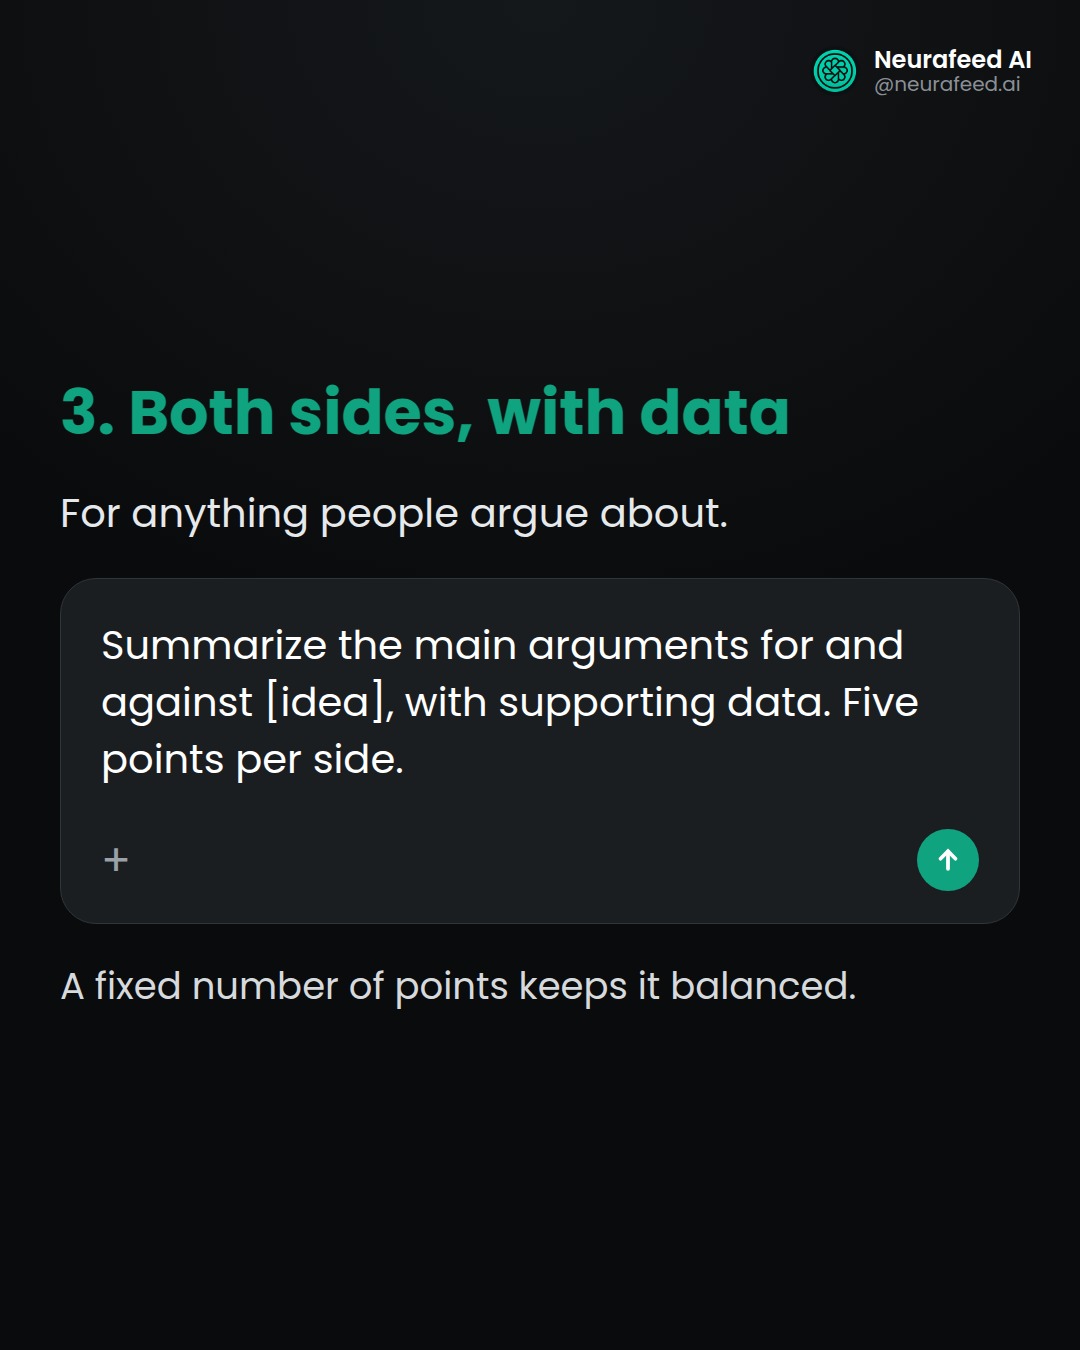 Neurafeed AI
@neurafeed.ai
3. Both sides, with data
For anything people argue about.
Summarize the main arguments for and
against [idea], with supporting data. Five
points per side.
+
A fixed number of points keeps it balanced.